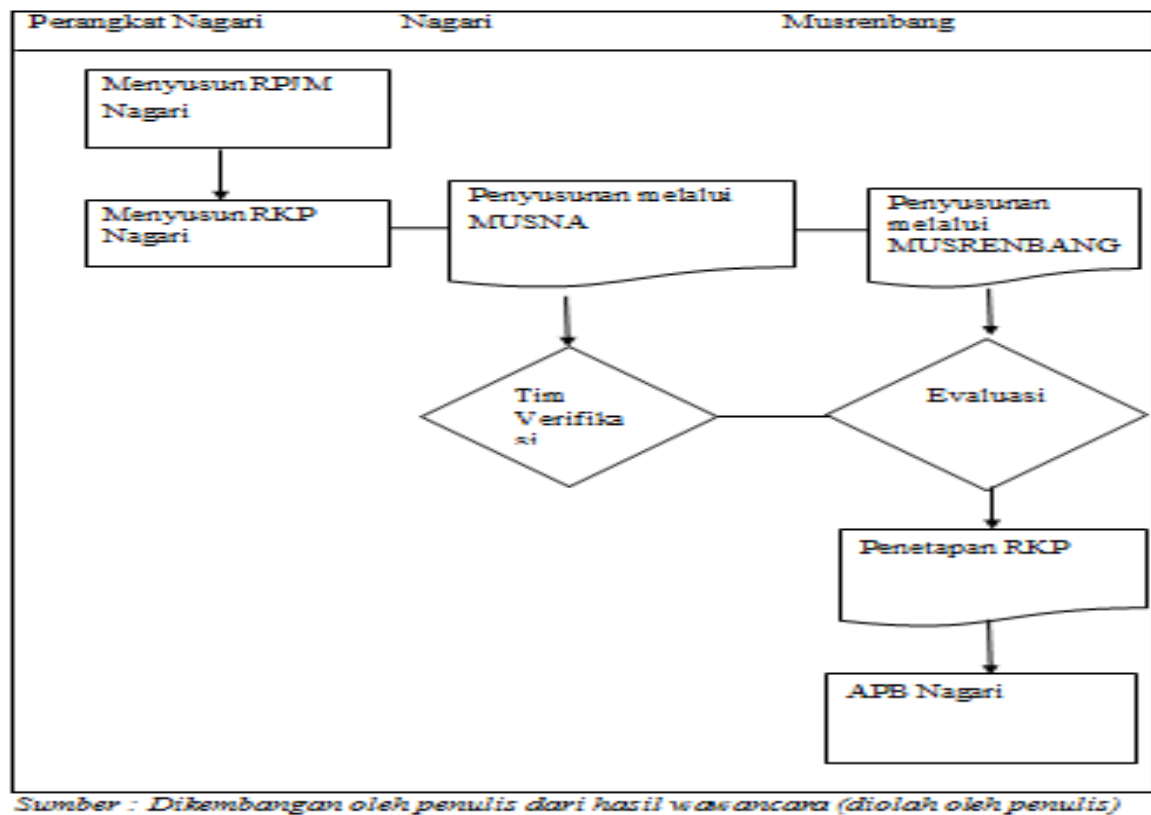 Perangkat Nagari Nagari Musrenbang
Menyusun RPJM
Nagari
Menyusun RKP
Nagari
Penyusunan melalui
MUSNA
Penyusunan
melalui
MUSRENBANG
Tim
Verifika
si
Evaluasi
Penetapan RKP
APB Nagari
Sumber : Dikembangan oleh penulis dari hasil wawancara (diolah oleh penulis)